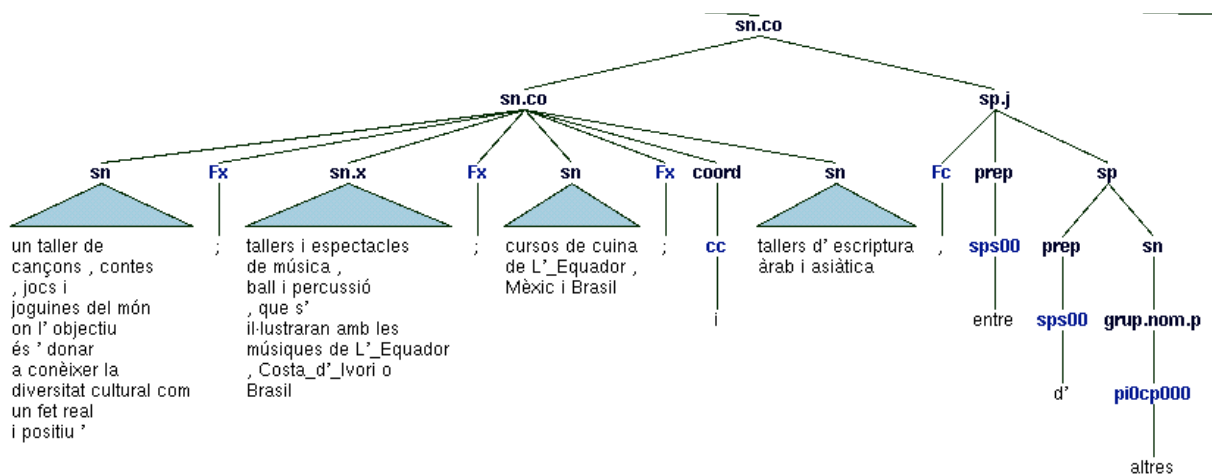 sn.co
sn.co sp.j
sn Fx sn.x Fx sn Fx coord sn Fc prep sp
un taller de
cançons , contes
, jocs i
joguines del món
on l' objectiu
és ' donar
a conèixer la
diversitat cultural com
un fet real
i positiu '
;
tallers i espectacles
de música ,
ball i percussió
, que s'
il·lustraran amb les
músiques de L'_Equador
, Costa_d'_Ivori o
Brasil
;
cursos de cuina
de L'_Equador ,
Mèxic i Brasil
;
cc
i
tallers d' escriptura
àrab i asiàtica
,
sps00
entre
prep sn
sps00 grup.nom.p
d' pi0cp000
altres